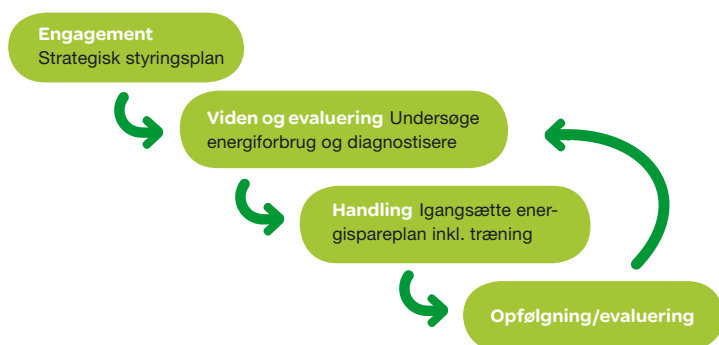 Engagement
Strategisk styringsplan
Viden og evaluering Undersøge
energiforbrug og diagnostisere
Handling Igangsætte ener-
gispareplan inkl. træning
Opfølgning/evaluering